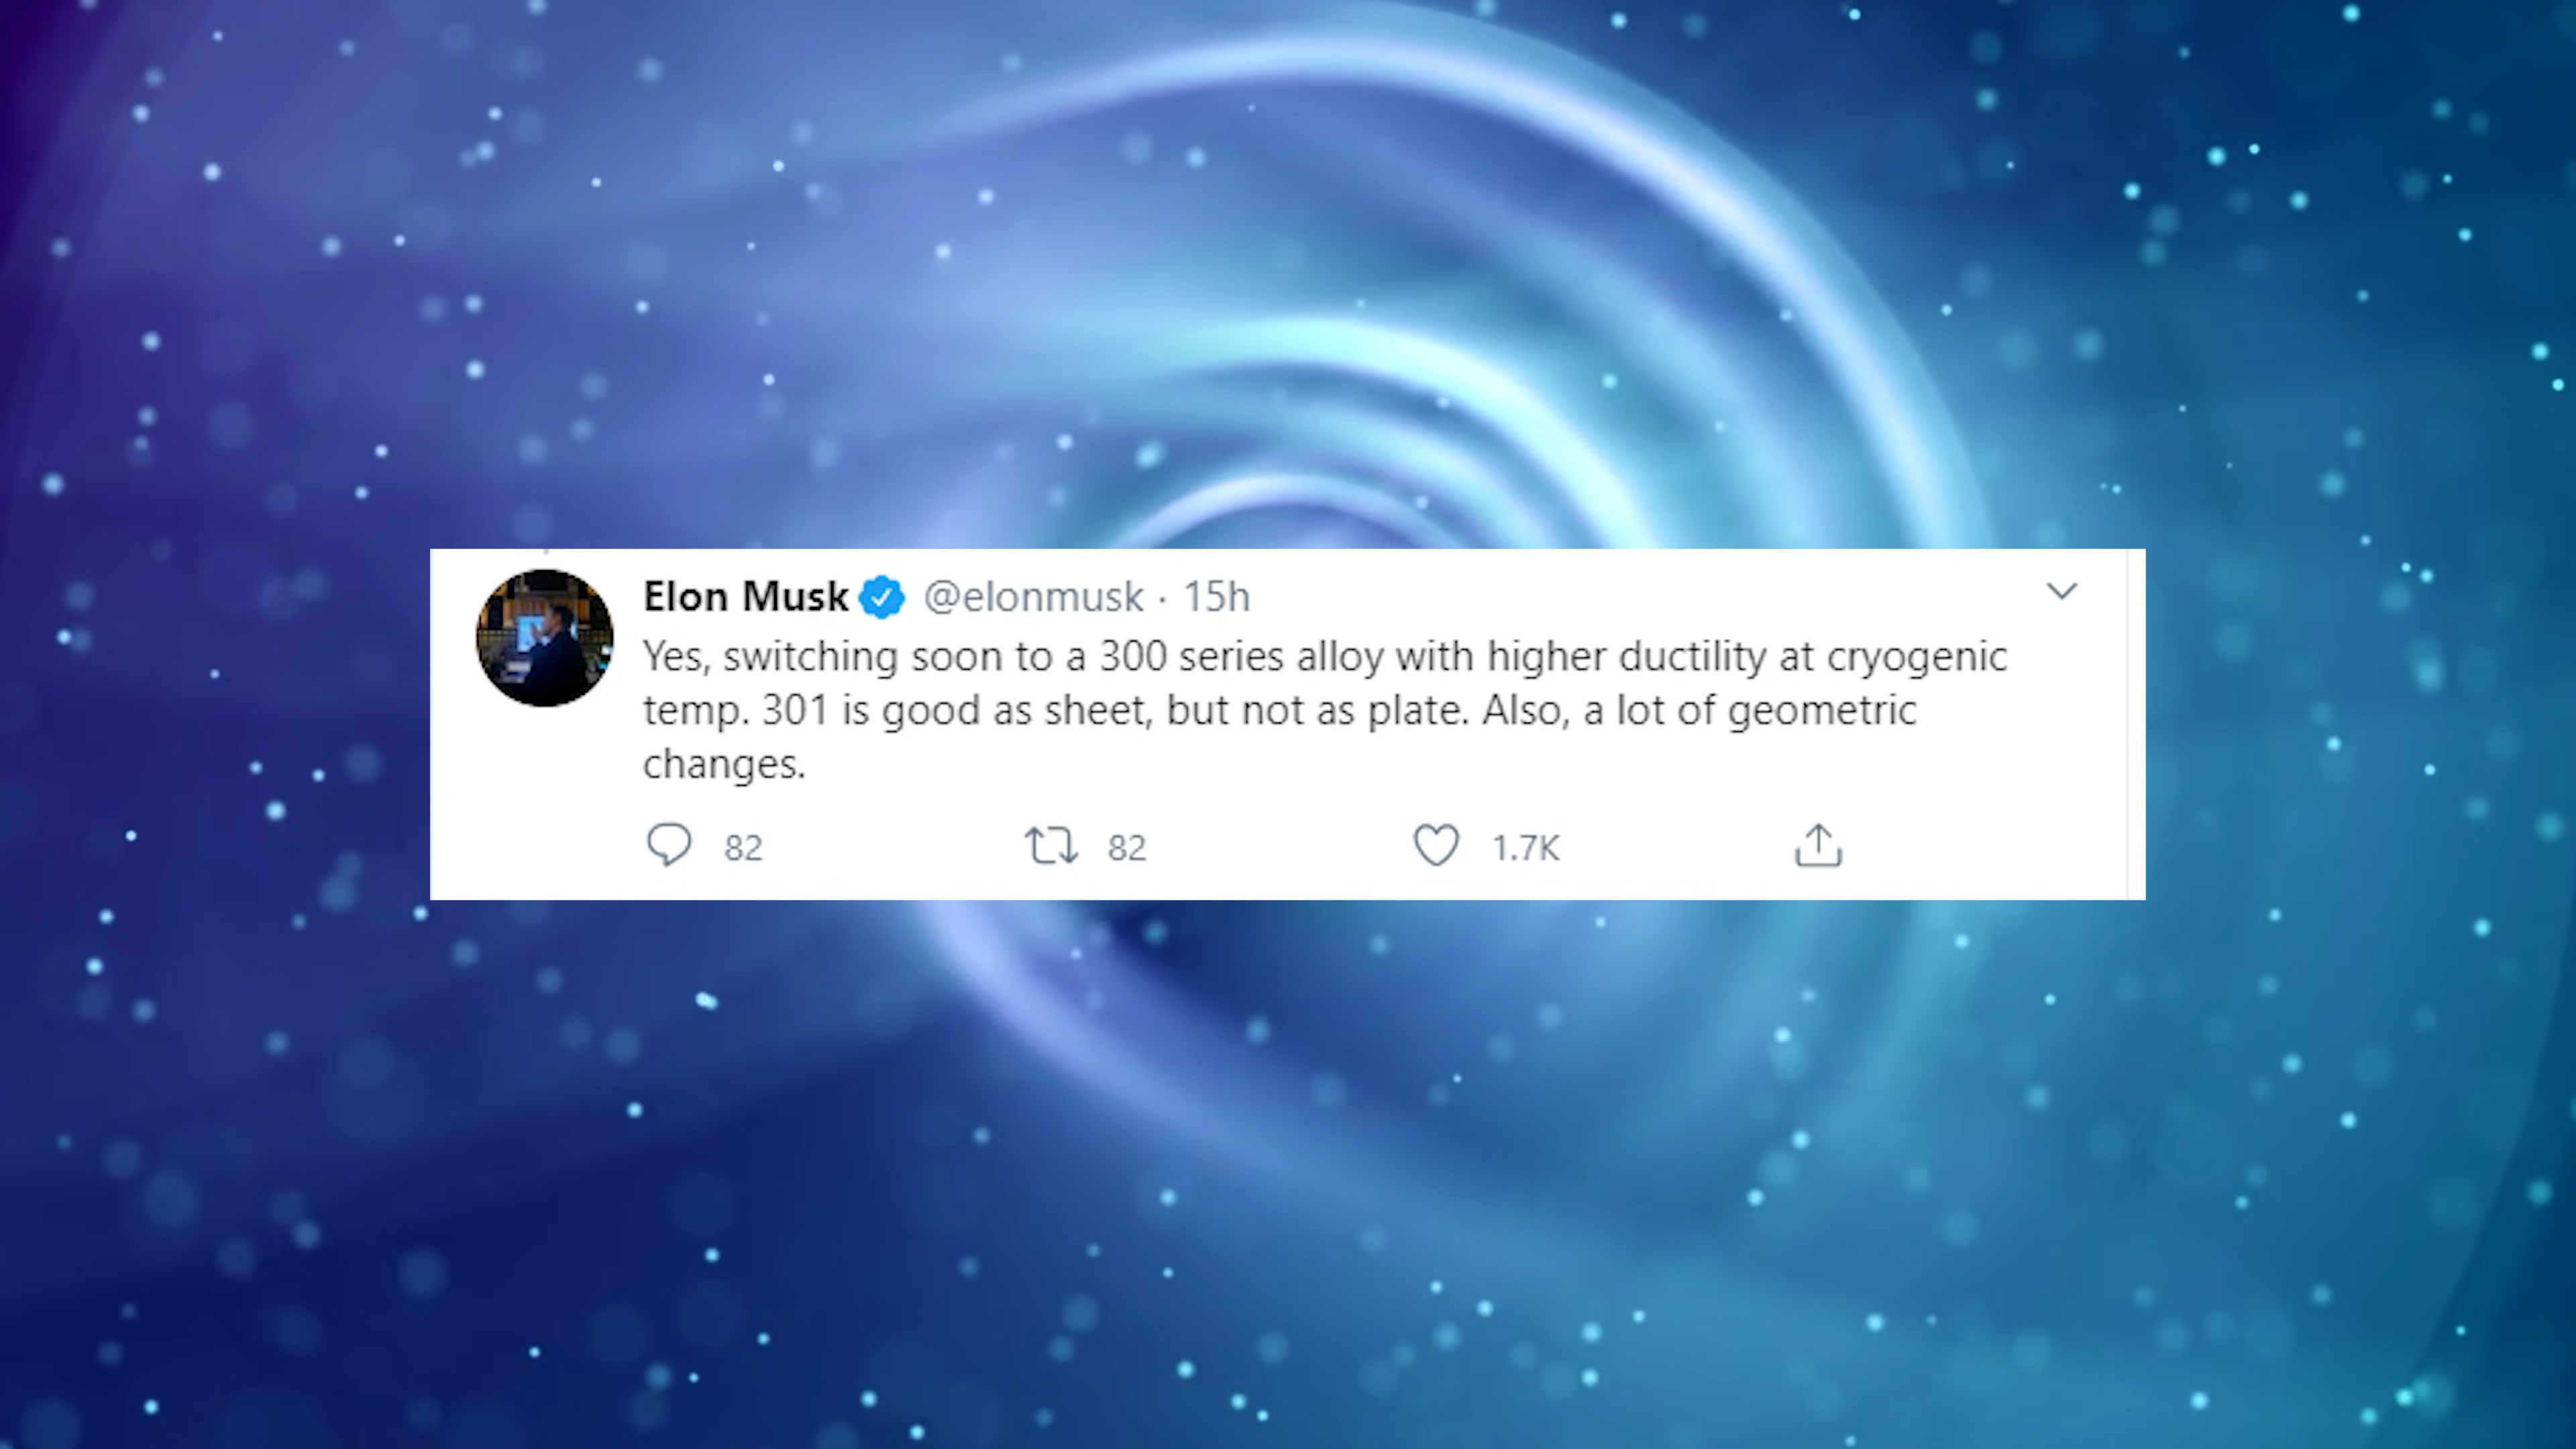 Elon Musk @elonmusk · 15h
Yes, switching soon to a 300 series alloy with higher ductility at cryogenic
temp. 301 is good as sheet, but not as plate. Also, a lot of geometric
changes.
82 82 1.7K